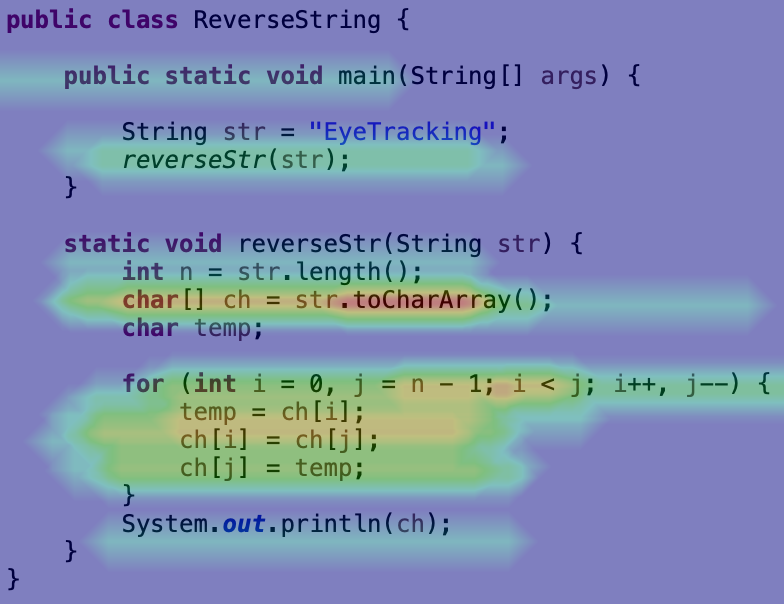 public class ReverseString {
public static void main(String[] args) {
String str = "EyeTracking";
reverseStr(str);
}
static void reverseStr(String str) {
int n = str.length();
char[] ch = str.toCharArray();
char temp;
for (int i = 0, j = n - 1; i < j; i++, j--) {
temp = ch[i];
ch[i] = ch[j];
ch[j] = temp;
}
System.out.println(ch);
}
}